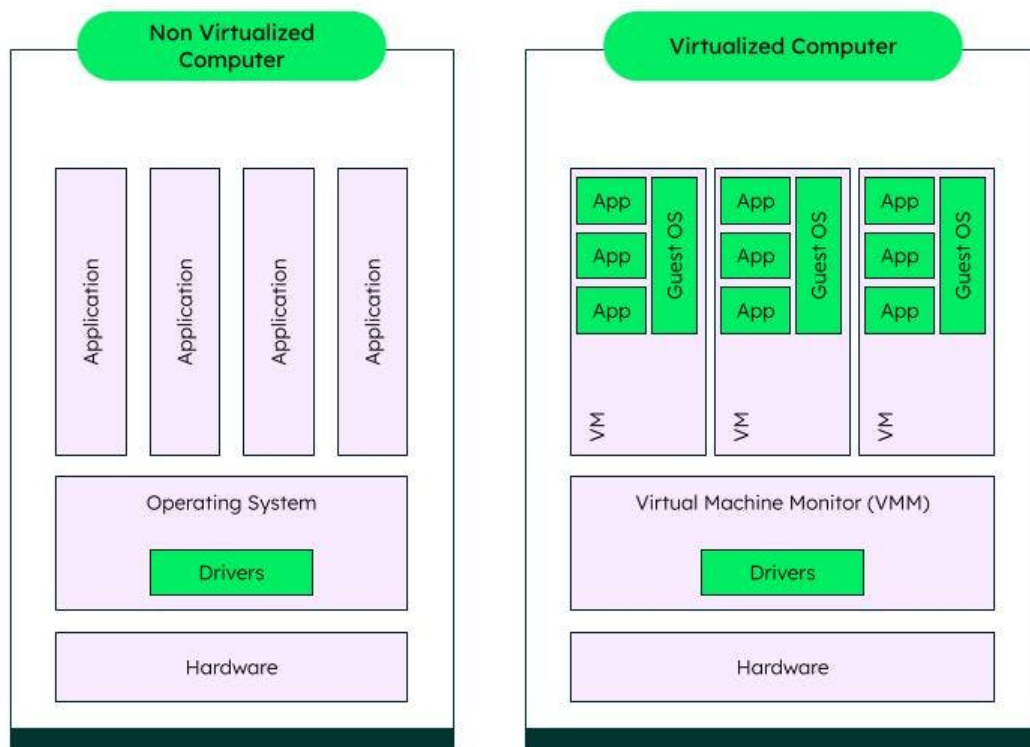 Non Virtualized
Computer
Application
Application
Application
Application
Operating System
Drivers
Hardware
Virtualized Computer
App
App
App
Guest OS
VM
App
App
App
Guest OS
VM
App
App
App
Guest OS
VM
Virtual Machine Monitor (VMM)
Drivers
Hardware